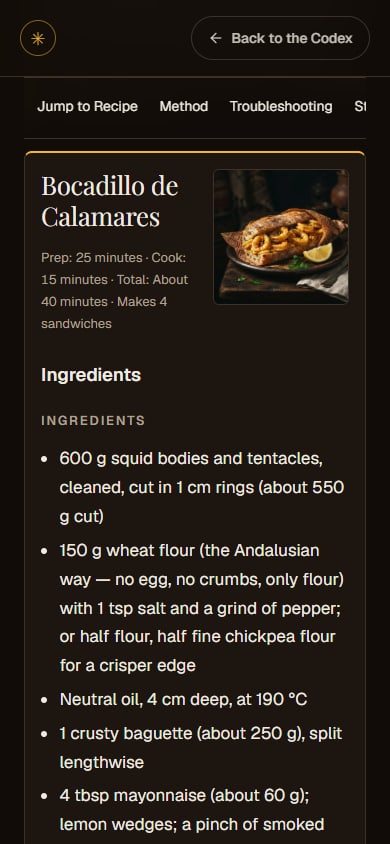 ← Back to the Codex
Jump to Recipe Method Troubleshooting St
Bocadillo de
Calamares
Prep: 25 minutes · Cook:
15 minutes · Total: About
40 minutes · Makes 4
sandwiches
Ingredients
INGREDIENTS
• 600 g squid bodies and tentacles,
cleaned, cut in 1 cm rings (about 550
g cut)
• 150 g wheat flour (the Andalusian
way — no egg, no crumbs, only flour)
with 1 tsp salt and a grind of pepper;
or half flour, half fine chickpea flour
for a crisper edge
• Neutral oil, 4 cm deep, at 190 °C
• 1 crusty baguette (about 250 g), split
lengthwise
• 4 tbsp mayonnaise (about 60 g);
lemon wedges; a pinch of smoked